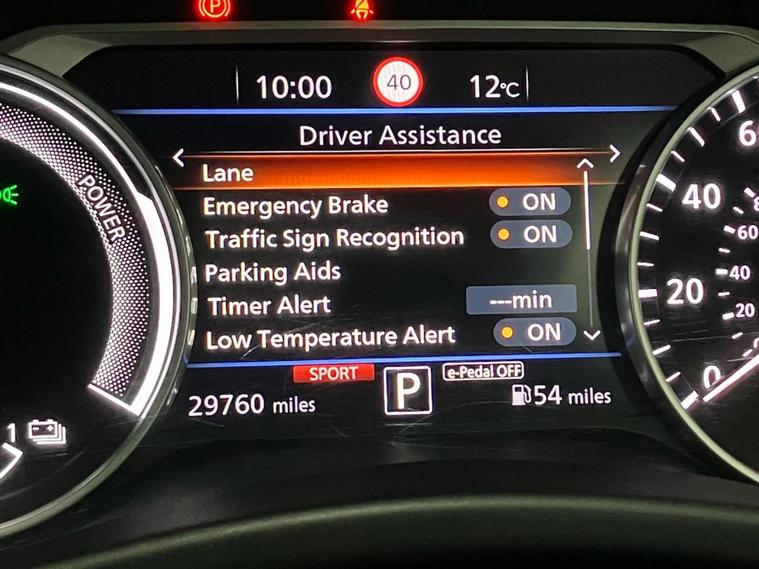 P
10:00 40 12°C
Driver Assistance
Lane
Emergency Brake ON
Traffic Sign Recognition ON
Parking Aids
Timer Alert ---min
Low Temperature Alert ON
SPORT P e-Pedal OFF
29760 miles 54 miles
POWER
1
40
20
0
60
40
20